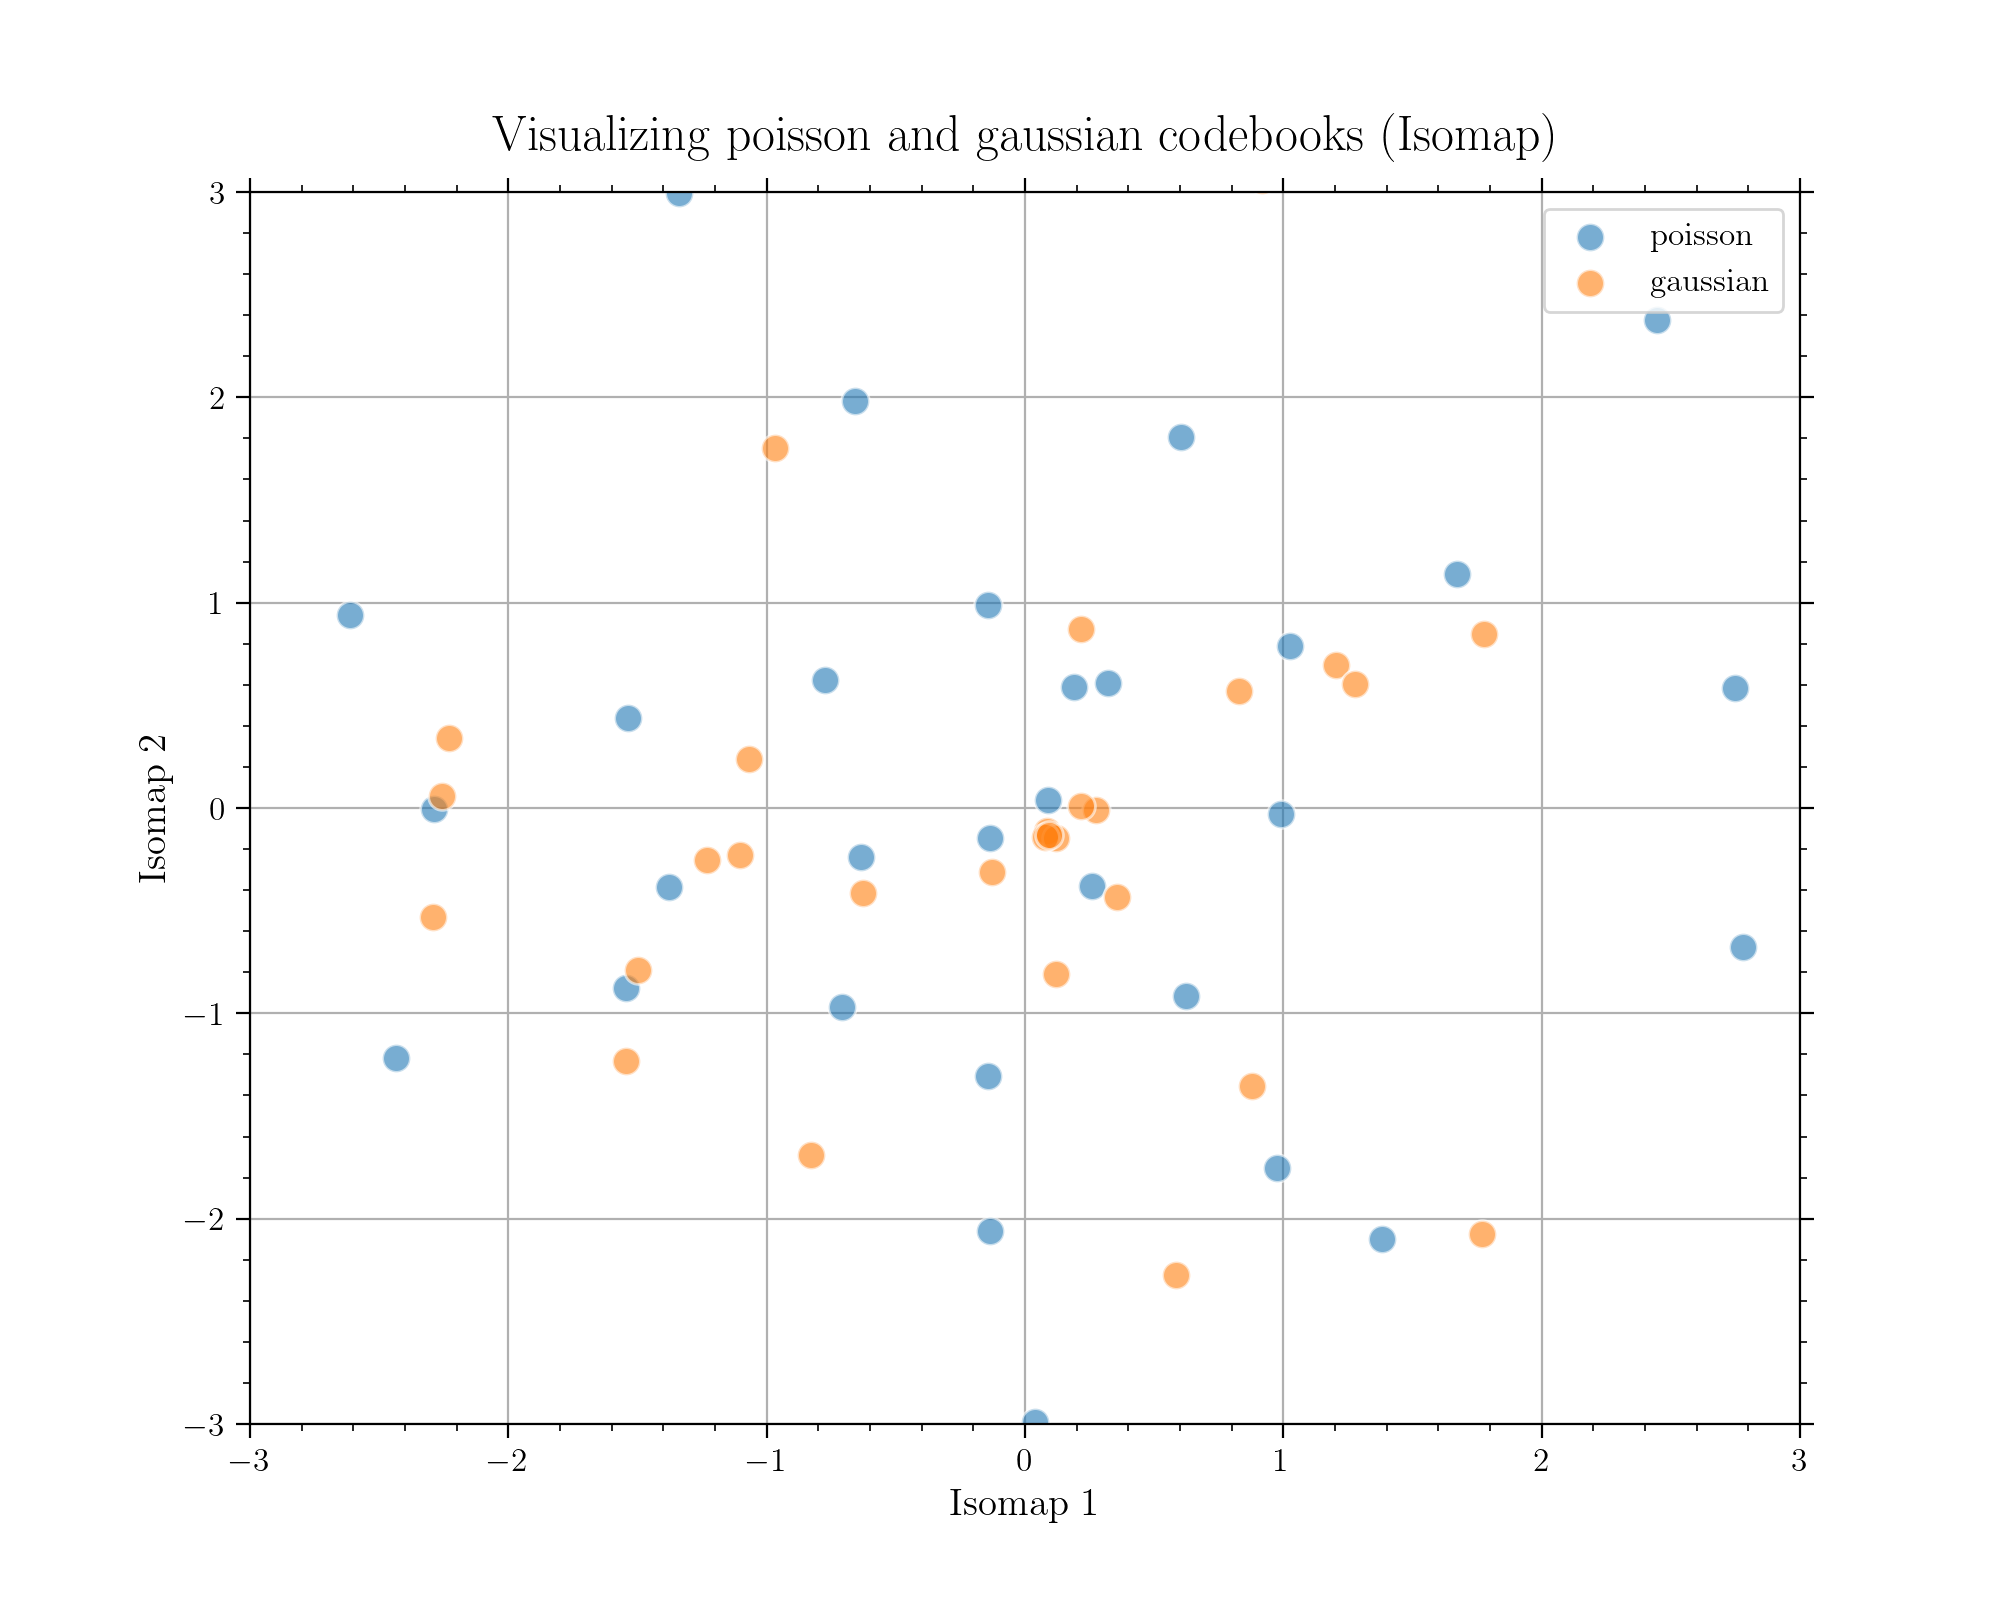 Visualizing poisson and gaussian codebooks (Isomap)
poisson
gaussian
3
2
1
0
−1
−2
−3
Isomap 2
−3
−2
−1
0
1
2
3
Isomap 1